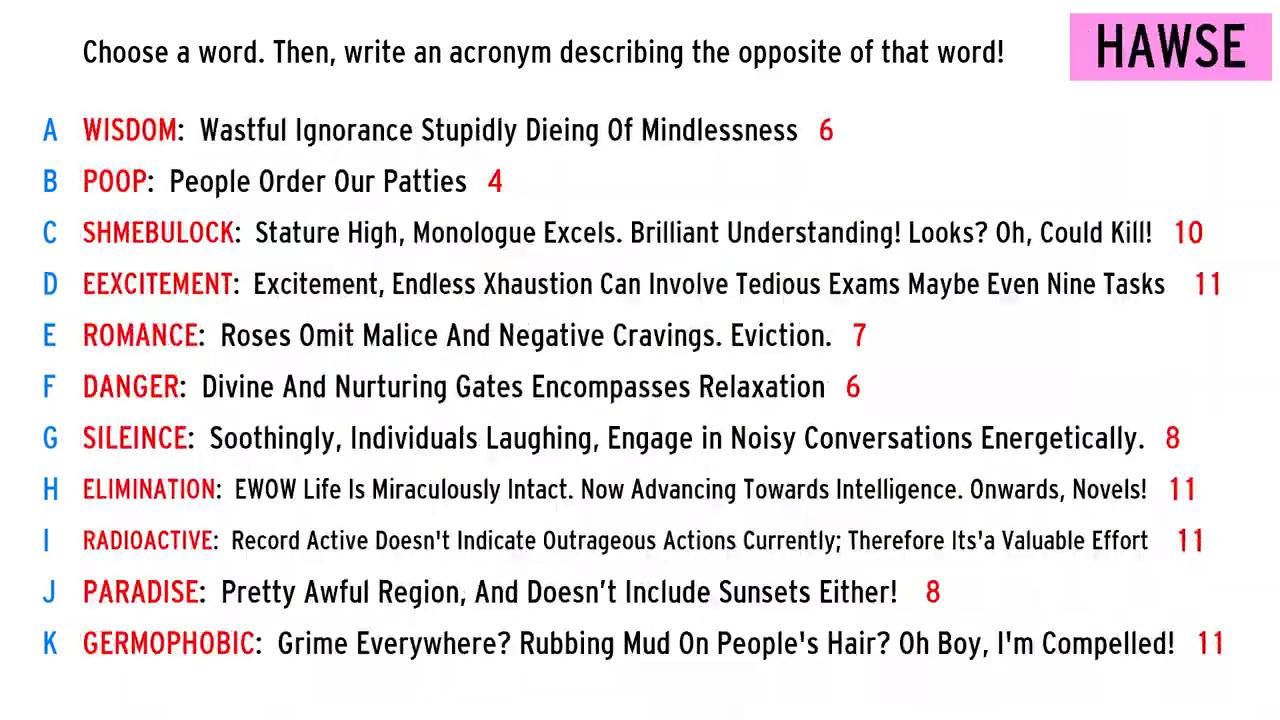 Choose a word. Then, write an acronym describing the opposite of that word!
HAWSE
A WISDOM: Wastful Ignorance Stupidly Dieing Of Mindlessness 6
B POOP: People Order Our Patties 4
C SHMEBULOCK: Stature High, Monologue Excels. Brilliant Understanding! Looks? Oh, Could Kill! 10
D EEXCITEMENT: Excitement, Endless Xhaustion Can Involve Tedious Exams Maybe Even Nine Tasks 11
E ROMANCE: Roses Omit Malice And Negative Cravings. Eviction. 7
F DANGER: Divine And Nurturing Gates Encompasses Relaxation 6
G SILEINCE: Soothingly, Individuals Laughing, Engage in Noisy Conversations Energetically. 8
H ELIMINATION: EWOW Life Is Miraculously Intact. Now Advancing Towards Intelligence. Onwards, Novels! 11
I RADIOACTIVE: Record Active Doesn't Indicate Outrageous Actions Currently; Therefore Its'a Valuable Effort 11
J PARADISE: Pretty Awful Region, And Doesn’t Include Sunsets Either! 8
K GERMOPHOBIC: Grime Everywhere? Rubbing Mud On People's Hair? Oh Boy, I'm Compelled! 11